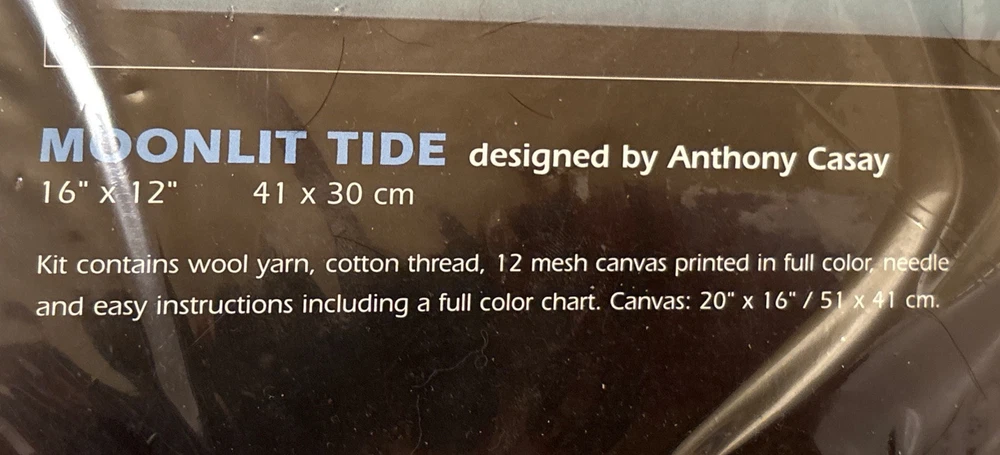 MOONLIT TIDE designed by Anthony Casay
16" x 12" 41 x 30 cm
Kit contains wool yarn, cotton thread, 12 mesh canvas printed in full color, needle
and easy instructions including a full color chart. Canvas: 20" x 16" / 51 x 41 cm.